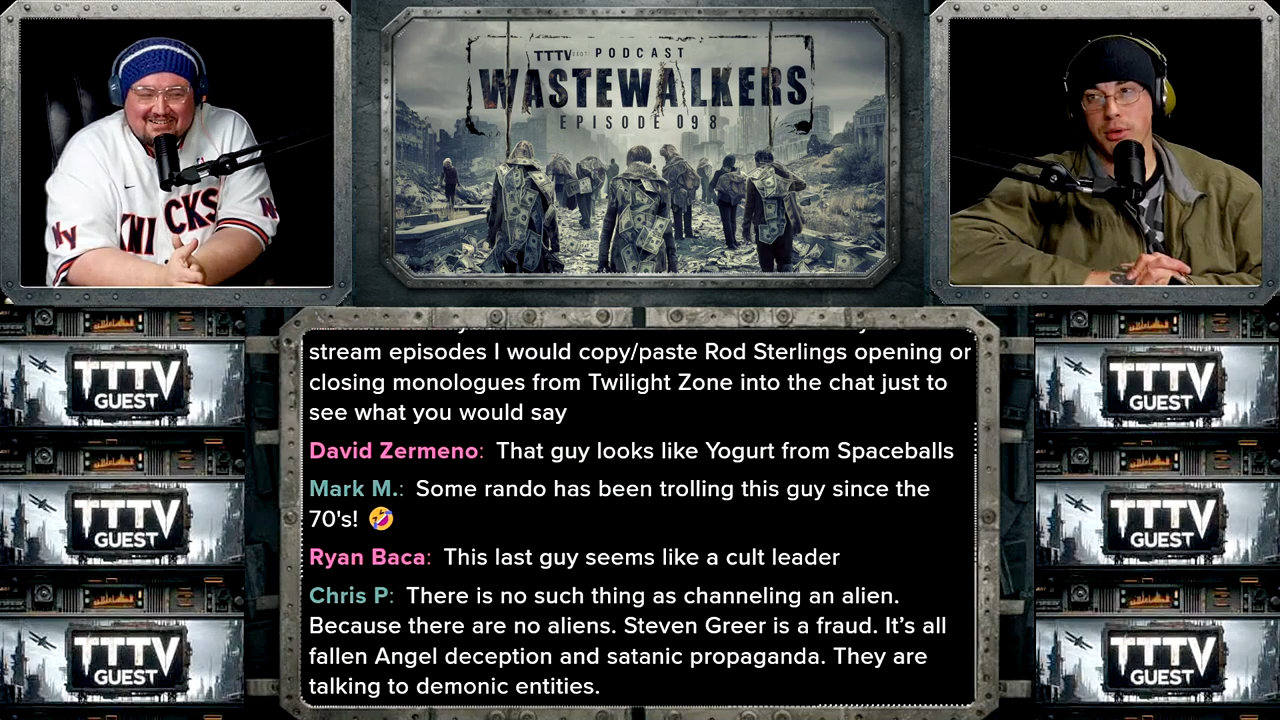 TTTV PODCAST
WASTEWALKERS
EPISODE 098
NY
KNICKS
N
stream episodes I would copy/paste Rod Sterlings opening or
closing monologues from Twilight Zone into the chat just to
see what you would say
David Zermeno: That guy looks like Yogurt from Spaceballs
Mark M.: Some rando has been trolling this guy since the
70's! 🤣
Ryan Baca: This last guy seems like a cult leader
Chris P: There is no such thing as channeling an alien.
Because there are no aliens. Steven Greer is a fraud. It’s all
fallen Angel deception and satanic propaganda. They are
talking to demonic entities.
TTTV
GUEST
TTTV
GUEST
TTTV
GUEST
TTTV
GUEST
TTTV
GUEST
TTTV
GUEST